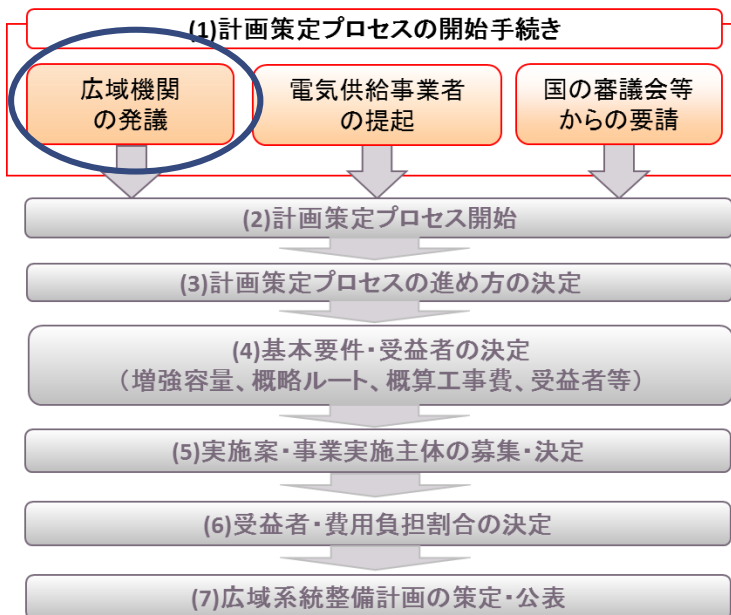 (1)計画策定プロセスの開始手続き
広域機関
の発議
電気供給事業者
の提起
国の審議会等
からの要請
(2)計画策定プロセス開始
(3)計画策定プロセスの進め方の決定
(4)基本要件・受益者の決定
（増強容量、概略ルート、概算工事費、受益者等）
(5)実施案・事業実施主体の募集・決定
(6)受益者・費用負担割合の決定
(7)広域系統整備計画の策定・公表